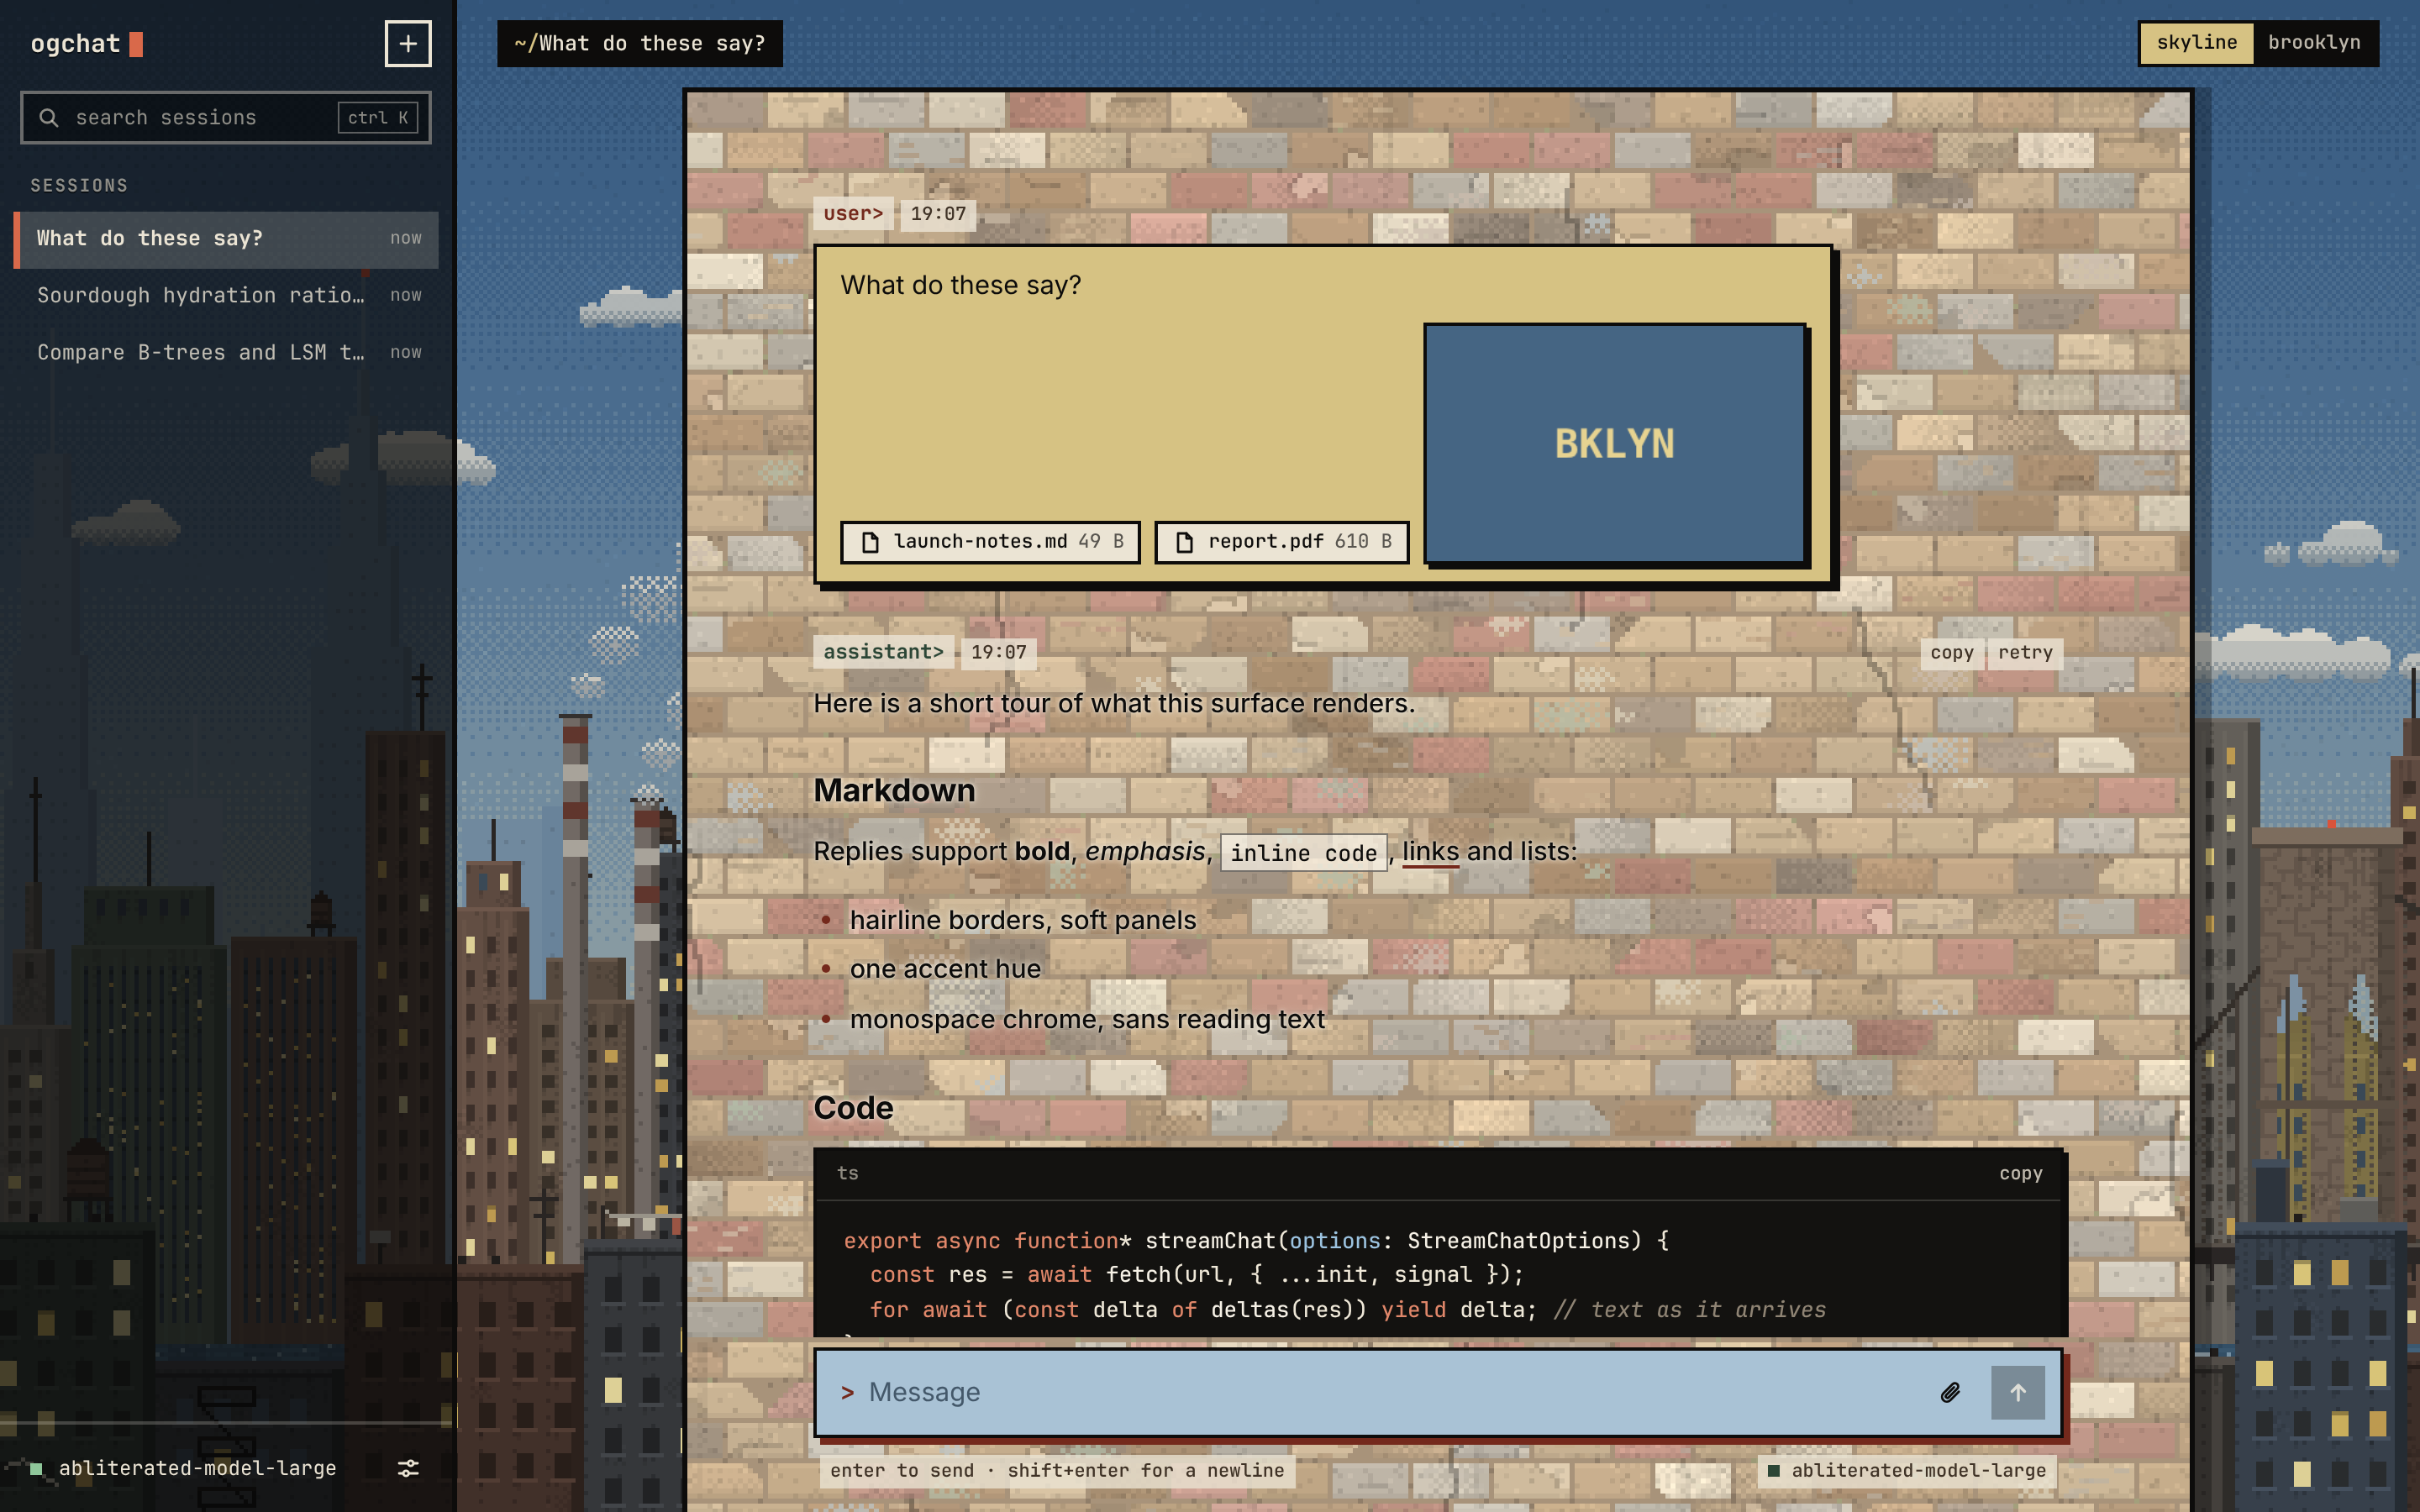 ogchat
+
search sessions ctrl K
SESSIONS
What do these say? now
Sourdough hydration ratio… now
Compare B-trees and LSM t… now
abliterated-model-large
~/What do these say?
skyline brooklyn
user> 19:07
What do these say?
BKLYN
launch-notes.md 49 B
report.pdf 610 B
assistant> 19:07
copy retry
Here is a short tour of what this surface renders.
Markdown
Replies support bold, emphasis, inline code, links and lists:
• hairline borders, soft panels
• one accent hue
• monospace chrome, sans reading text
Code
ts copy
export async function* streamChat(options: StreamChatOptions) {
  const res = await fetch(url, { ...init, signal });
  for await (const delta of deltas(res)) yield delta; // text as it arrives
> Message
enter to send · shift+enter for a newline
abliterated-model-large